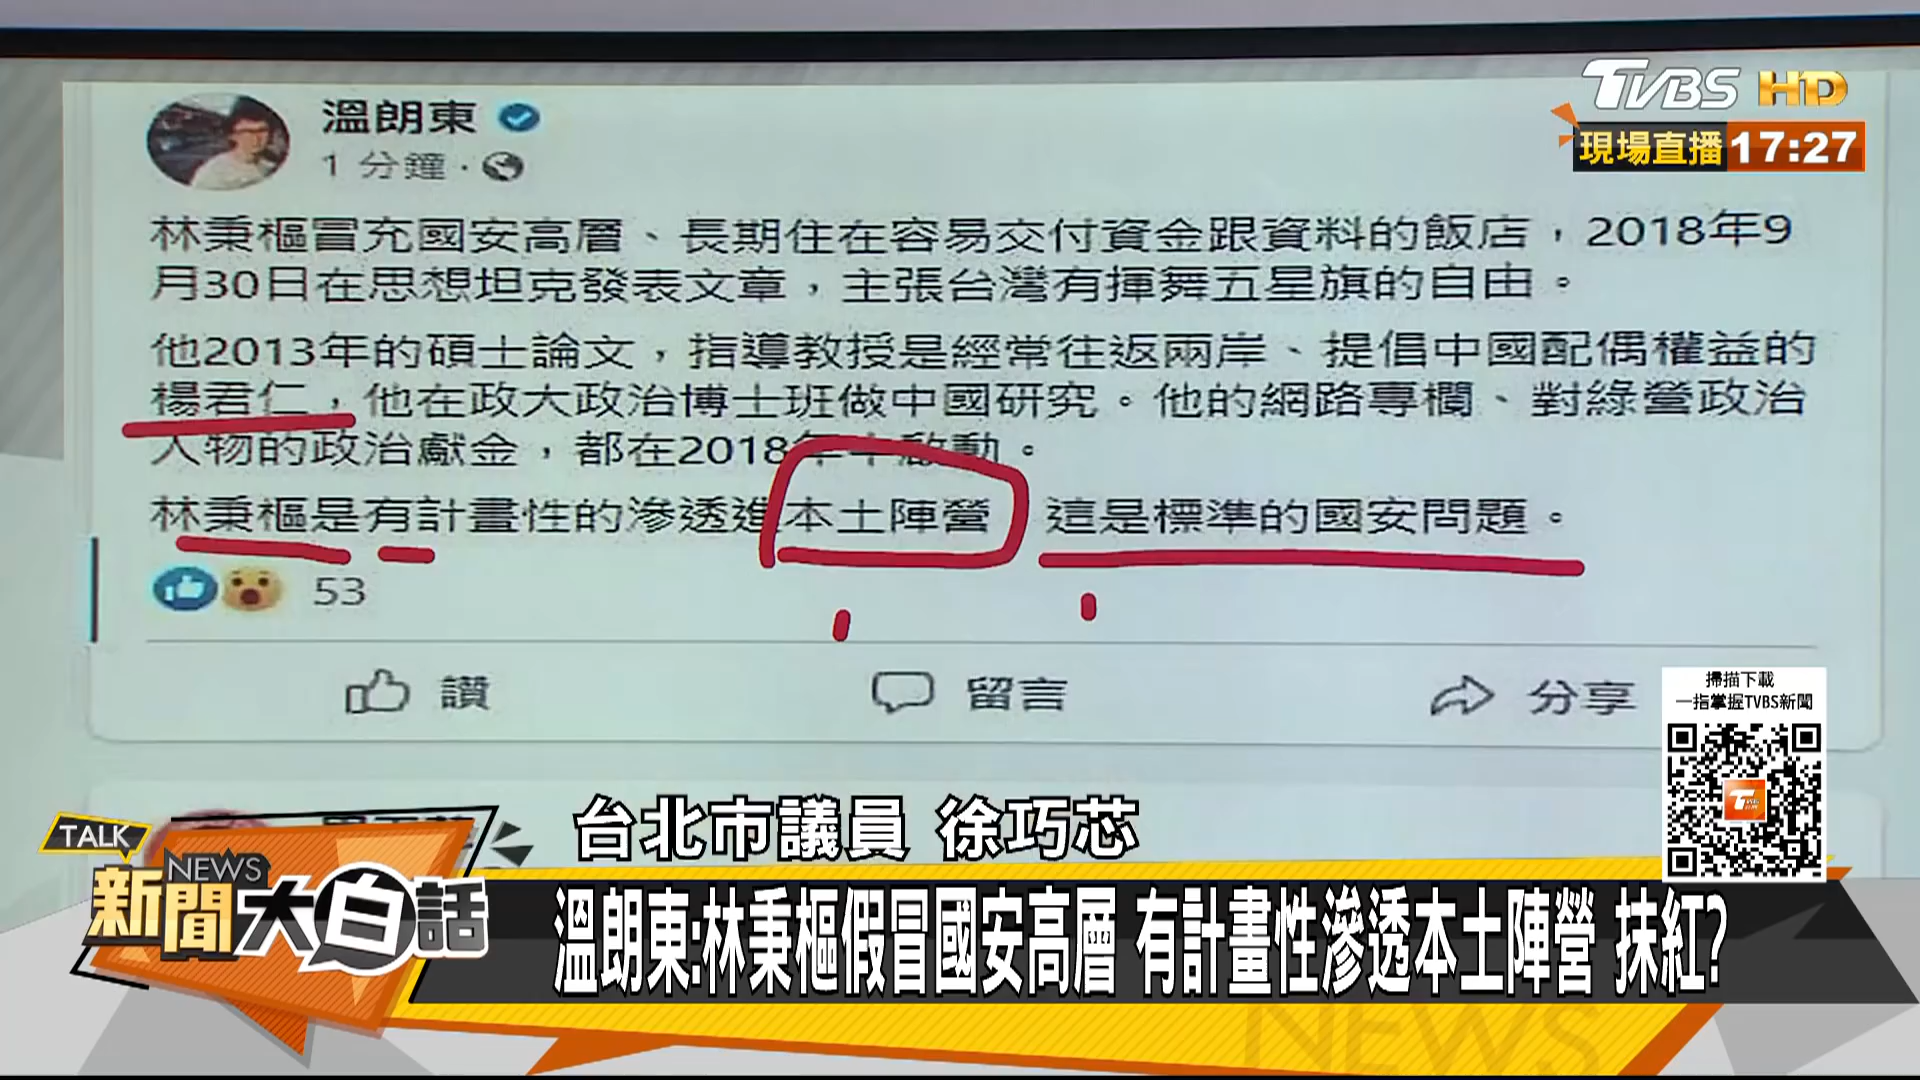 TVBS HD
現場直播 17:27
溫朗東
1 分鐘 ·
林秉樞冒充國安高層、長期住在容易交付資金跟資料的飯店，2018年9
月30日在思想坦克發表文章，主張台灣有揮舞五星旗的自由。
他2013年的碩士論文，指導教授是經常往返兩岸、提倡中國配偶權益的
楊君仁，他在政大政治博士班做中國研究。他的網路專欄、對綠營政治
人物的政治獻金，都在2018年中啟動。
林秉樞是有計畫性的滲透進本土陣營 這是標準的國安問題。
53
讚 留言 分享
掃描下載
一指掌握TVBS新聞
TVBS
台北市議員 徐巧芯
TALK
NEWS
新聞大白話
溫朗東:林秉樞假冒國安高層 有計畫性滲透本土陣營 抹紅?
NEWS